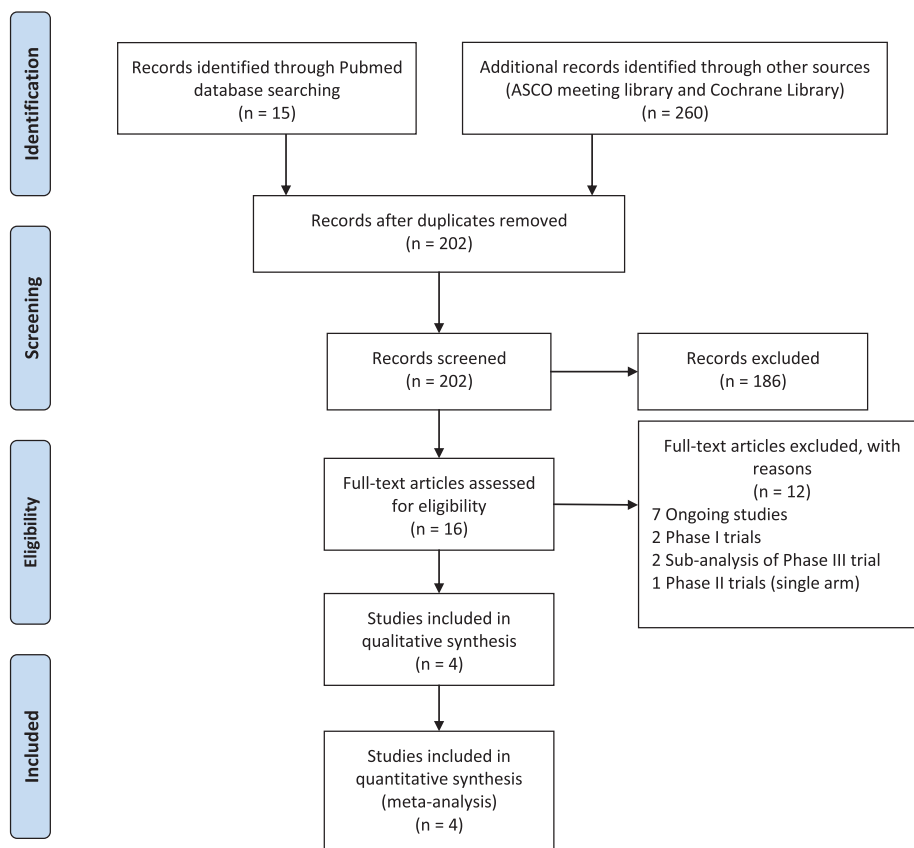 Identification
Records identified through Pubmed
database searching
(n = 15)
Additional records identified through other sources
(ASCO meeting library and Cochrane Library)
(n = 260)
Records after duplicates removed
(n = 202)
Screening
Records screened
(n = 202)
Records excluded
(n = 186)
Eligibility
Full-text articles assessed
for eligibility
(n = 16)
Full-text articles excluded, with
reasons
(n = 12)
7 Ongoing studies
2 Phase I trials
2 Sub-analysis of Phase III trial
1 Phase II trials (single arm)
Studies included in
qualitative synthesis
(n = 4)
Included
Studies included in
quantitative synthesis
(meta-analysis)
(n = 4)